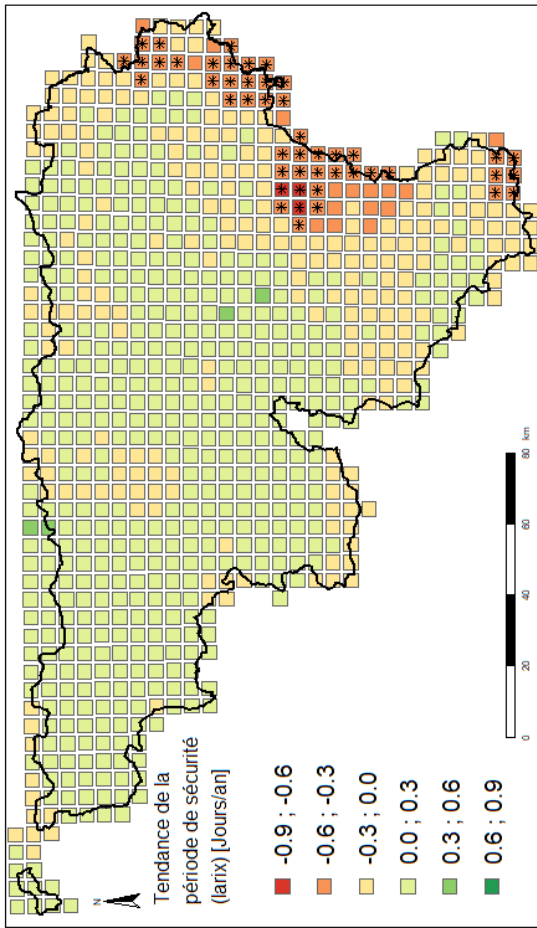 N
Tendance de la
période de sécurité
(larix) [Jours/an]
-0.9 ; -0.6
-0.6 ; -0.3
-0.3 ; 0.0
0.0 ; 0.3
0.3 ; 0.6
0.6 ; 0.9
0 20 40 60 80 km